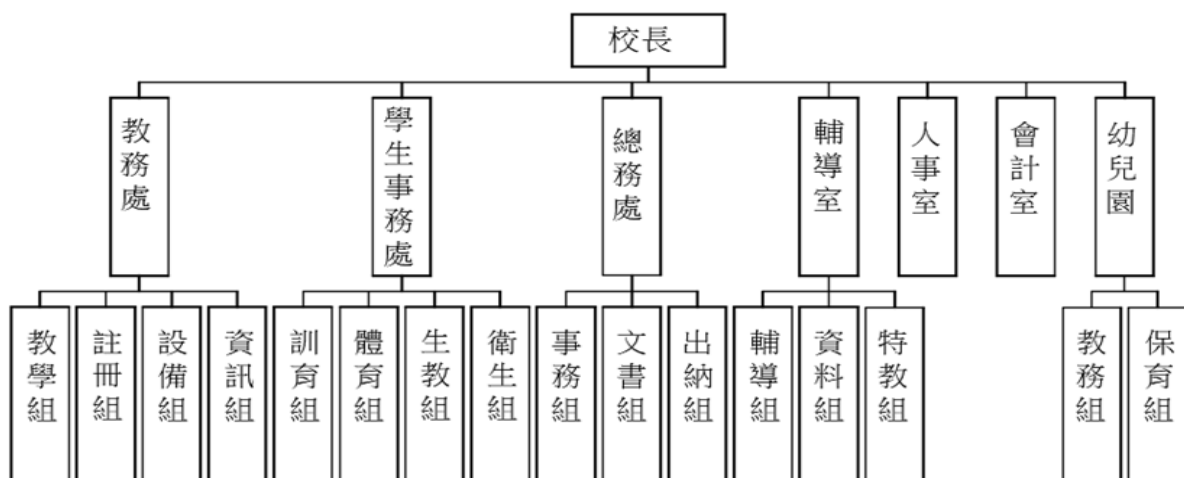 校長
教務處
學生事務處
總務處
輔導室
人事室
會計室
幼兒園
教學組
註冊組
設備組
資訊組
訓育組
體育組
生教組
衛生組
事務組
文書組
出納組
輔導組
資料組
特教組
教務組
保育組